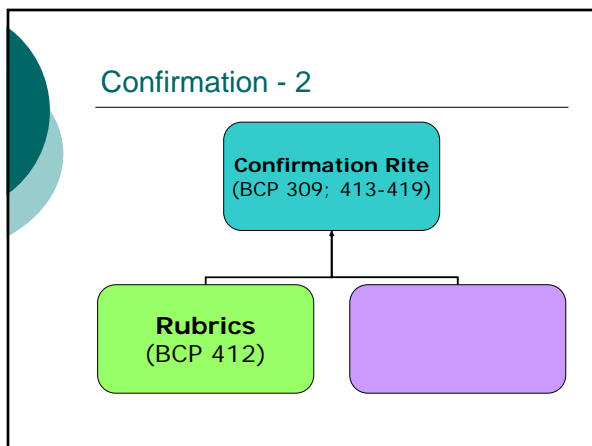 Confirmation - 2
Confirmation Rite
(BCP 309; 413-419)
Rubrics
(BCP 412)